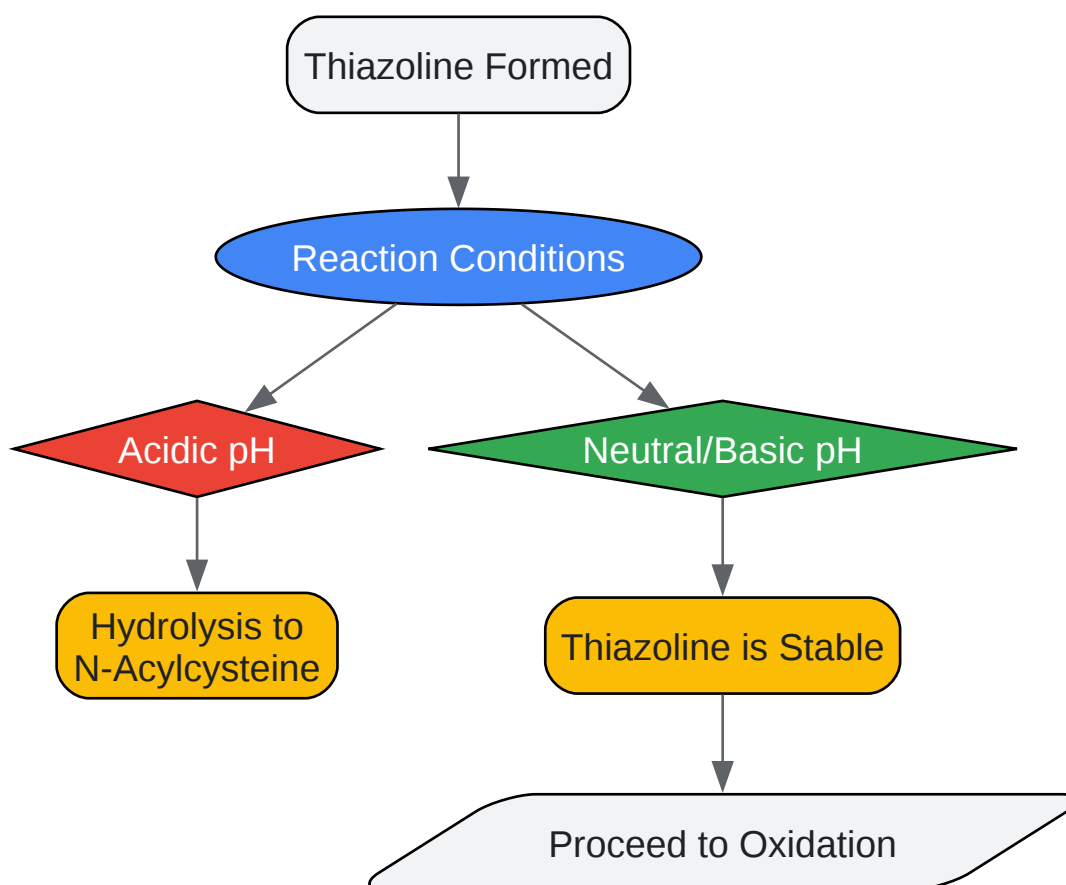 Thiazoline Formed
Reaction Conditions
Acidic pH
Neutral/Basic pH
Hydrolysis to
N-Acylcysteine
Thiazoline is Stable
Proceed to Oxidation